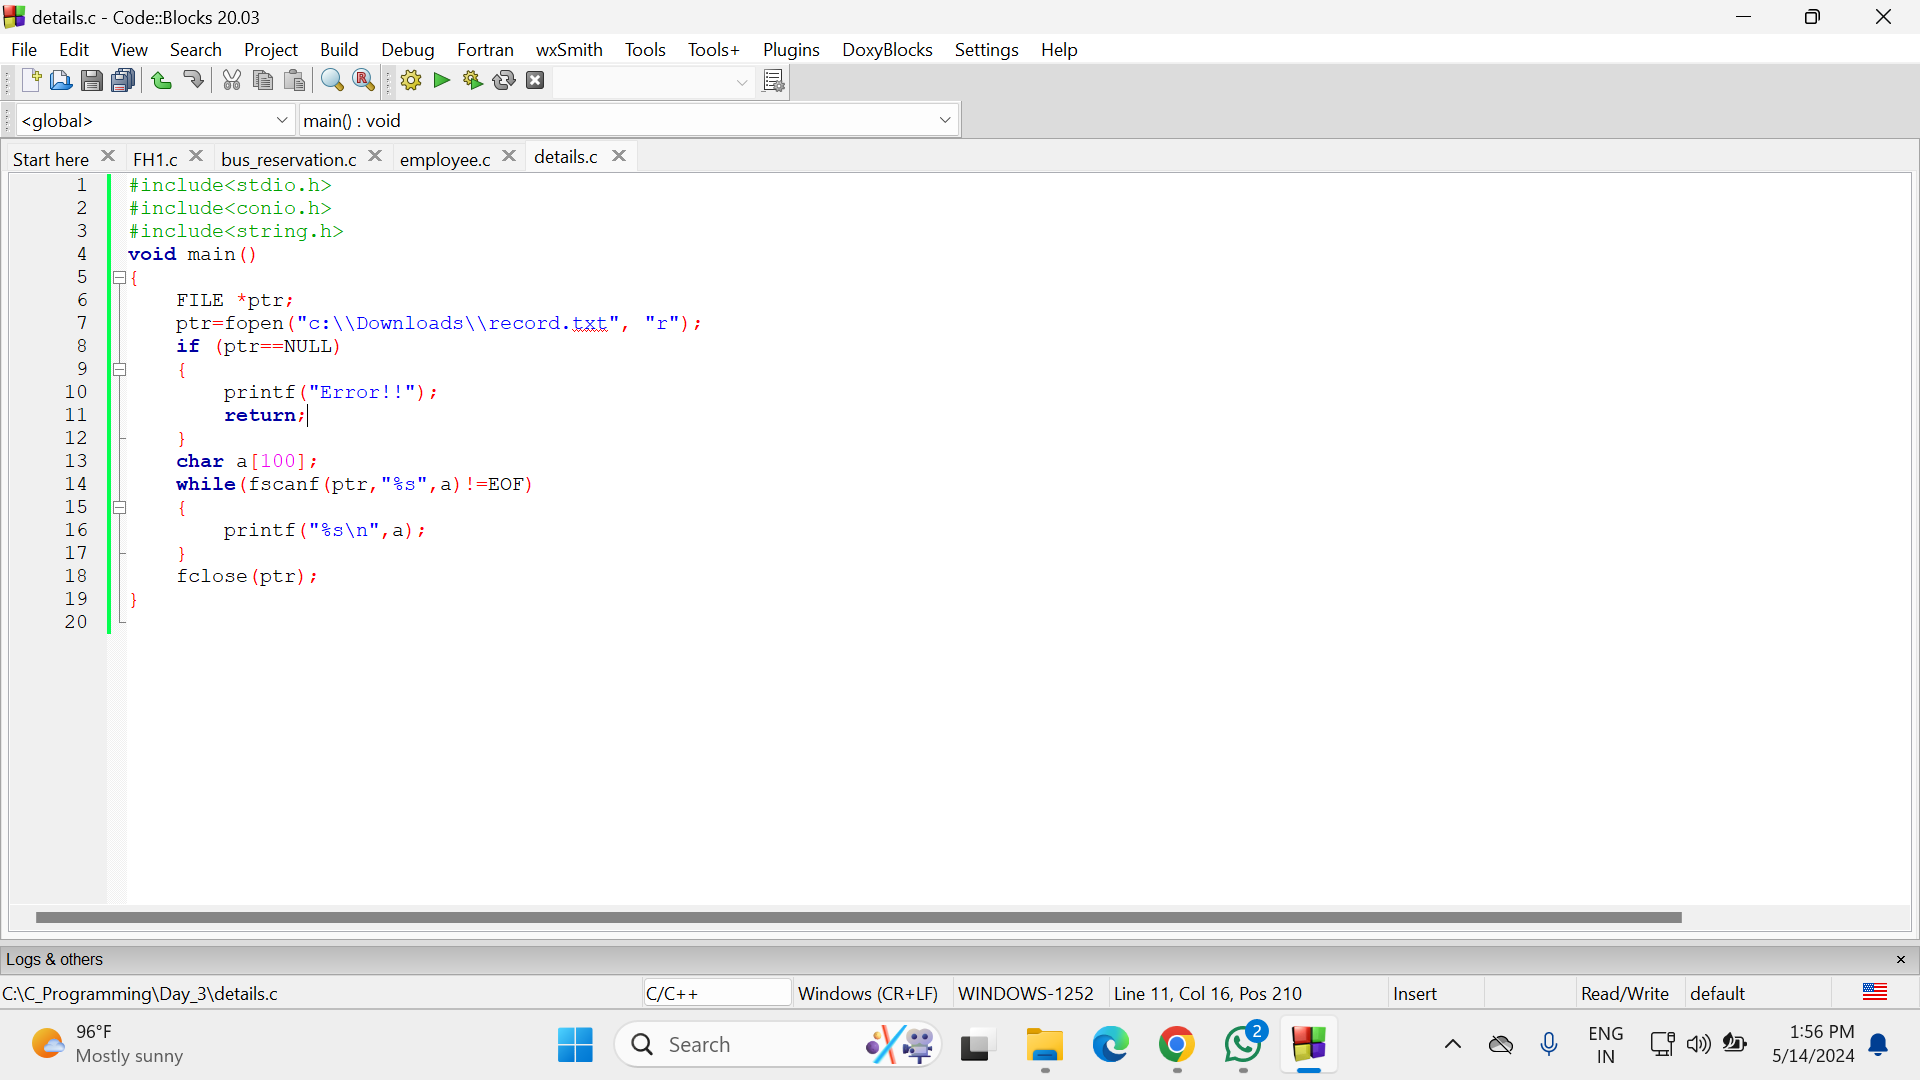 details.c - Code::Blocks 20.03
File Edit View Search Project Build Debug Fortran wxSmith Tools Tools+ Plugins DoxyBlocks Settings Help
<global> main() : void
Start here FH1.c bus_reservation.c employee.c details.c
1 #include<stdio.h>
2 #include<conio.h>
3 #include<string.h>
4 void main()
5 {
6 FILE *ptr;
7 ptr=fopen("c:\\Downloads\\record.txt", "r");
8 if (ptr==NULL)
9 {
10 printf("Error!!");
11 return;
12 }
13 char a[100];
14 while(fscanf(ptr,"%s",a)!=EOF)
15 {
16 printf("%s\n",a);
17 }
18 fclose(ptr);
19 }
20
Logs & others
C:\C_Programming\Day_3\details.c C/C++ Windows (CR+LF) WINDOWS-1252 Line 11, Col 16, Pos 210 Insert Read/Write default
96°F
Mostly sunny
Search
2
ENG
IN
1:56 PM
5/14/2024